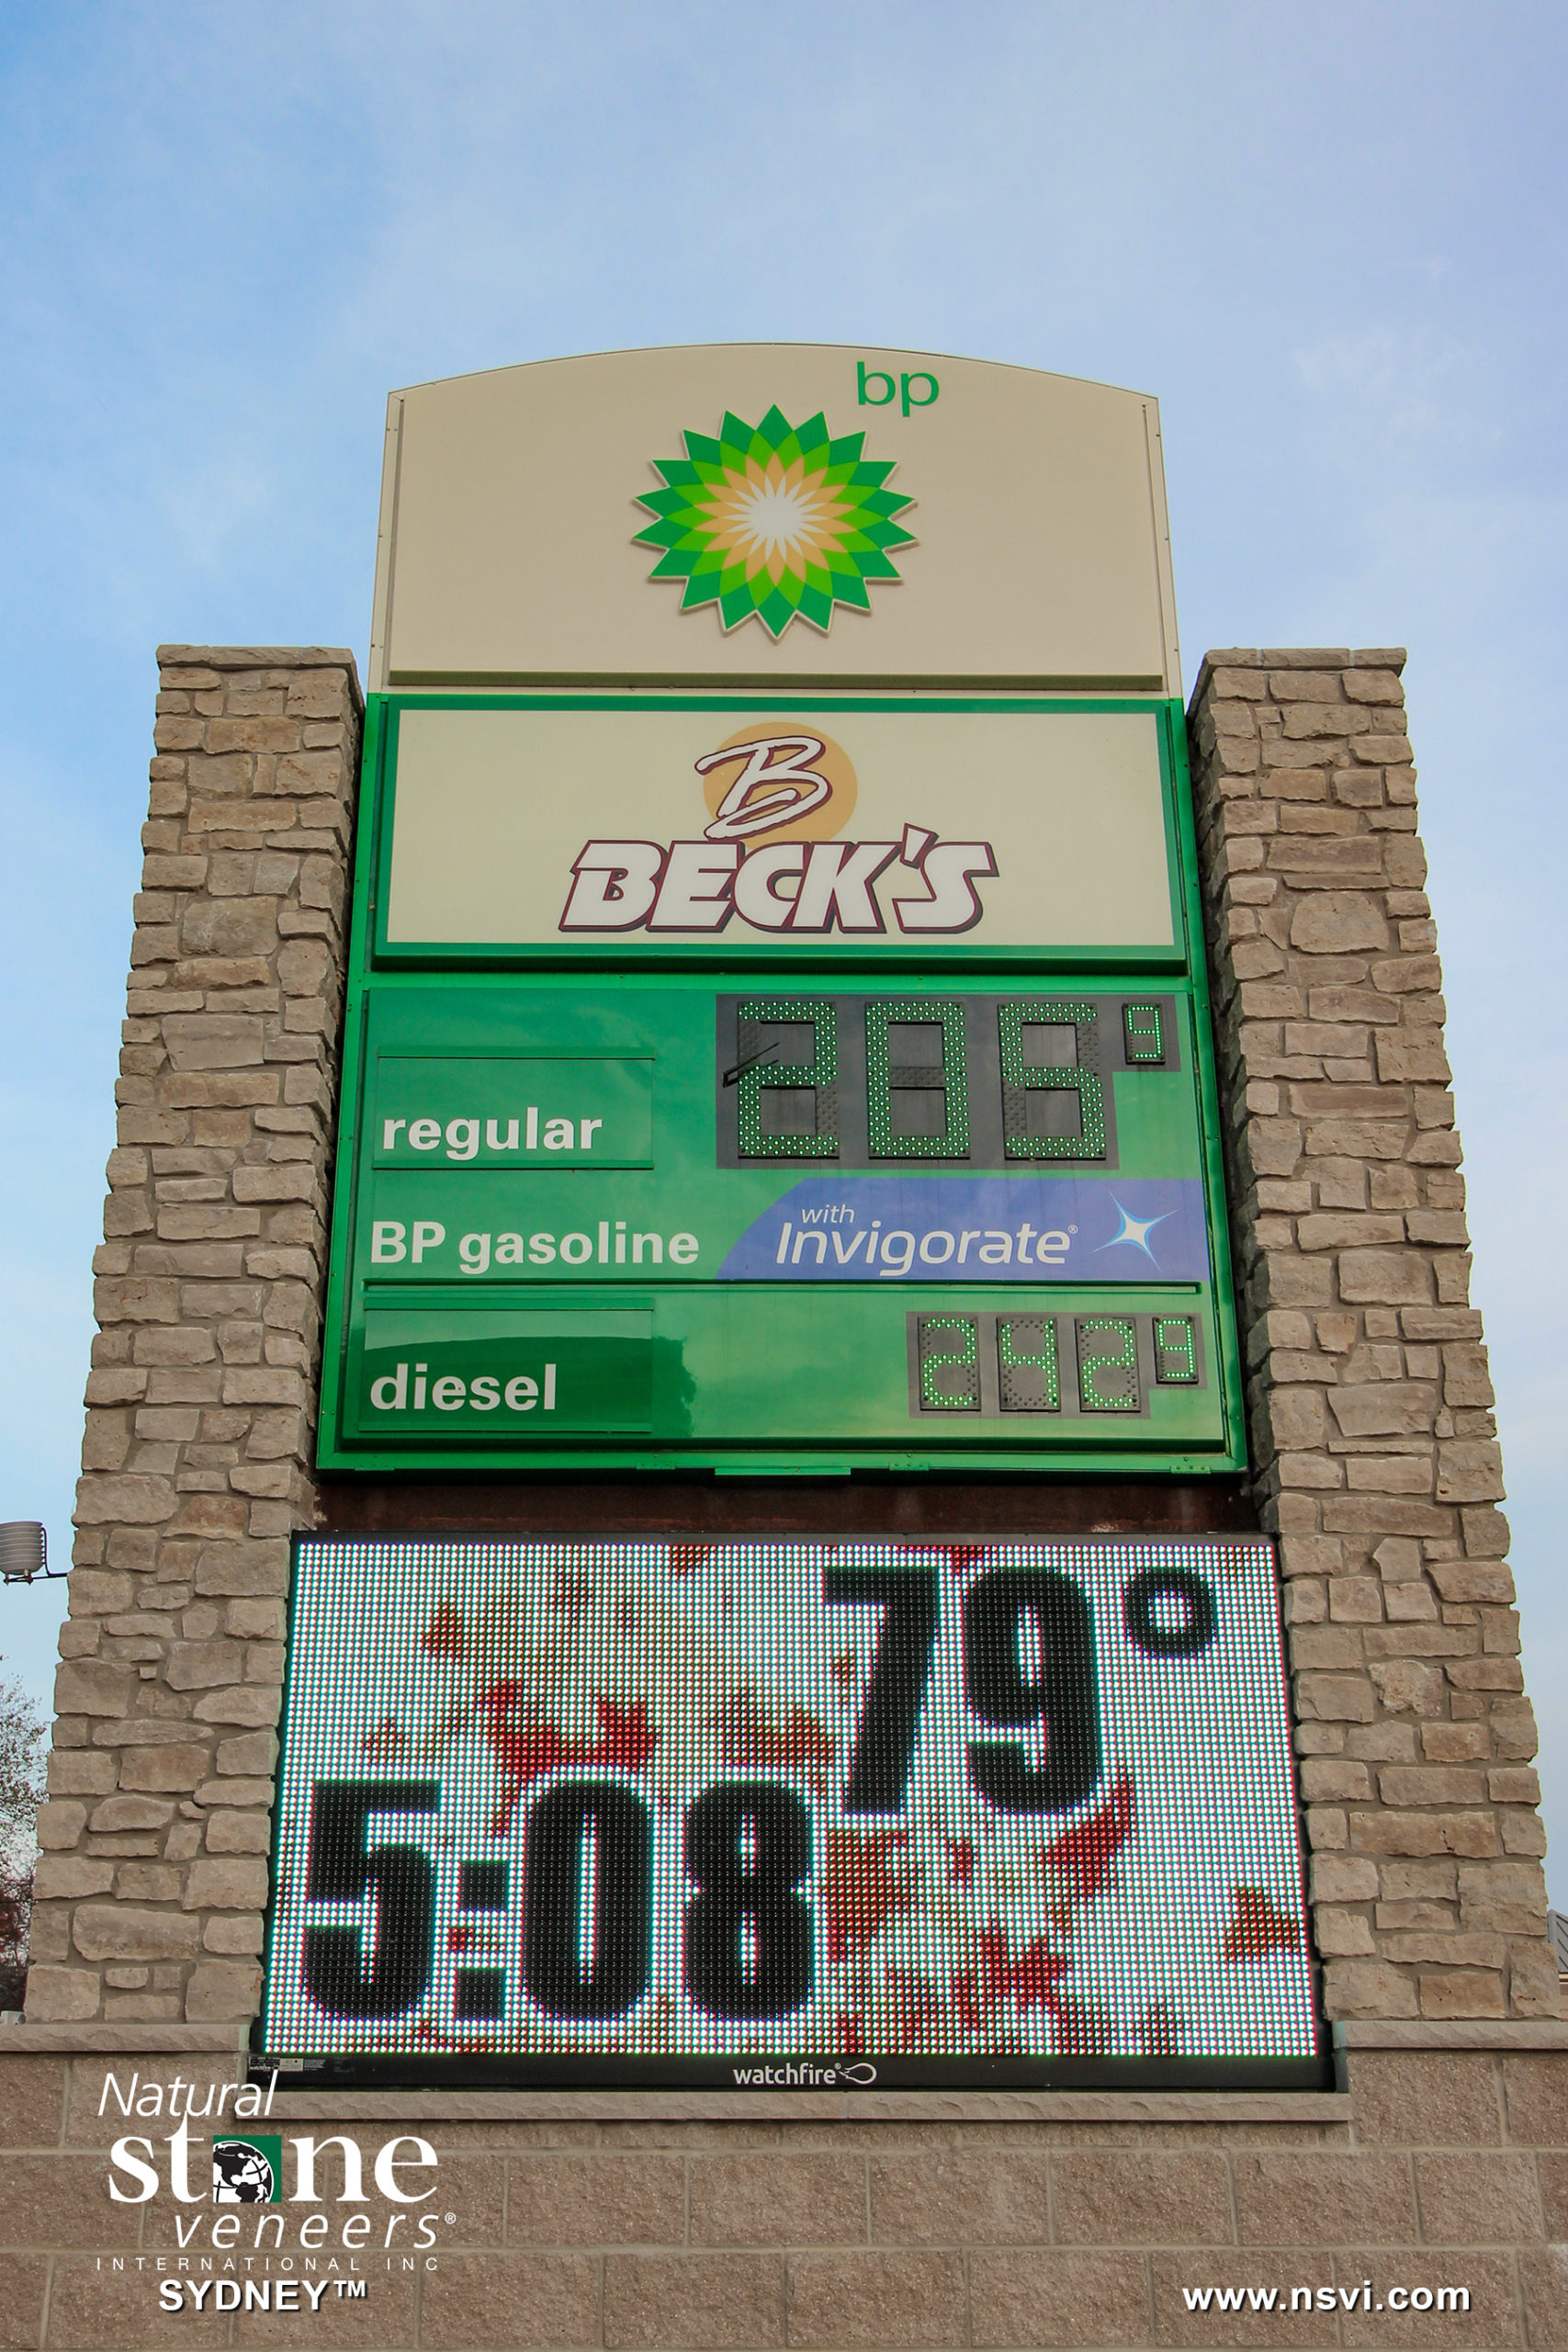 bp
B
BECK'S
205 9
regular
BP gasoline with Invigorate®
diesel 242 9
79°
5:08
watchfire®
Natural
stone
veneers®
INTERNATIONAL INC
SYDNEY™
www.nsvi.com